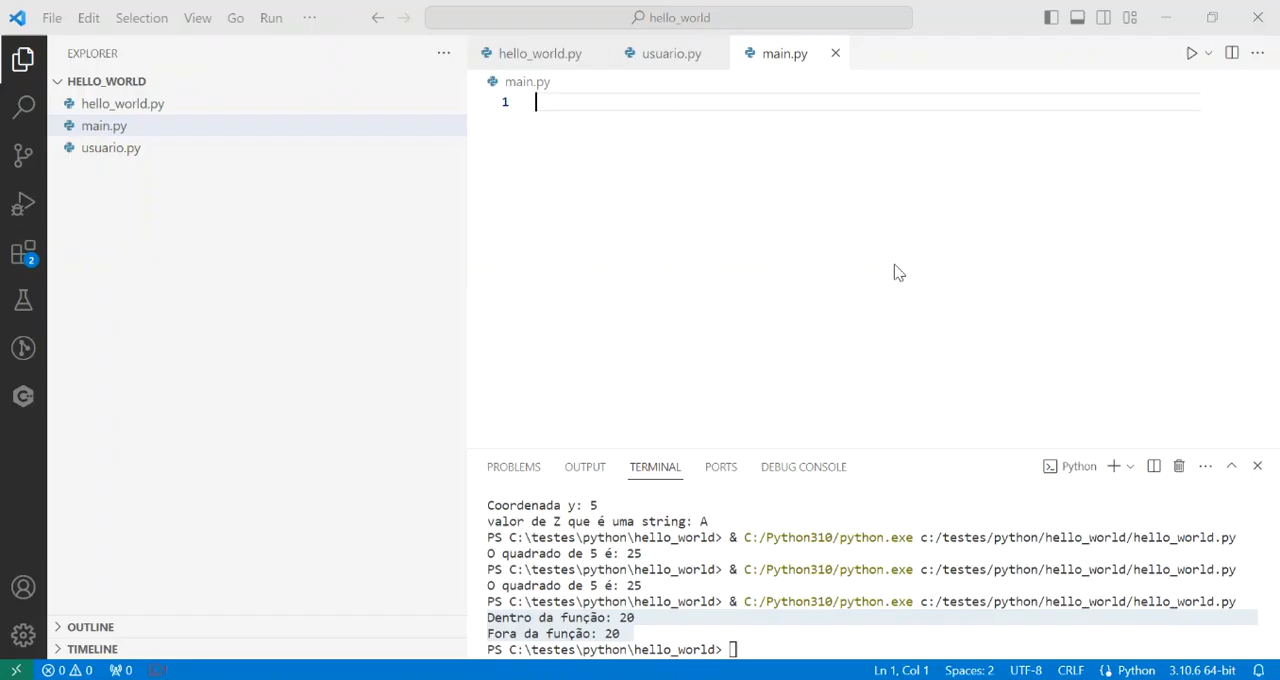 File Edit Selection View Go Run ···
hello_world
EXPLORER ···
HELLO_WORLD
hello_world.py
main.py
usuario.py
hello_world.py usuario.py main.py
main.py
1
PROBLEMS OUTPUT TERMINAL PORTS DEBUG CONSOLE Python
Coordenada y: 5
valor de Z que é uma string: A
PS C:\testes\python\hello_world> & C:/Python310/python.exe c:/testes/python/hello_world/hello_world.py
O quadrado de 5 é: 25
PS C:\testes\python\hello_world> & C:/Python310/python.exe c:/testes/python/hello_world/hello_world.py
O quadrado de 5 é: 25
PS C:\testes\python\hello_world> & C:/Python310/python.exe c:/testes/python/hello_world/hello_world.py
Dentro da função: 20
Fora da função: 20
PS C:\testes\python\hello_world>
2
OUTLINE
TIMELINE
0 0 0 Ln 1, Col 1 Spaces: 2 UTF-8 CRLF Python 3.10.6 64-bit